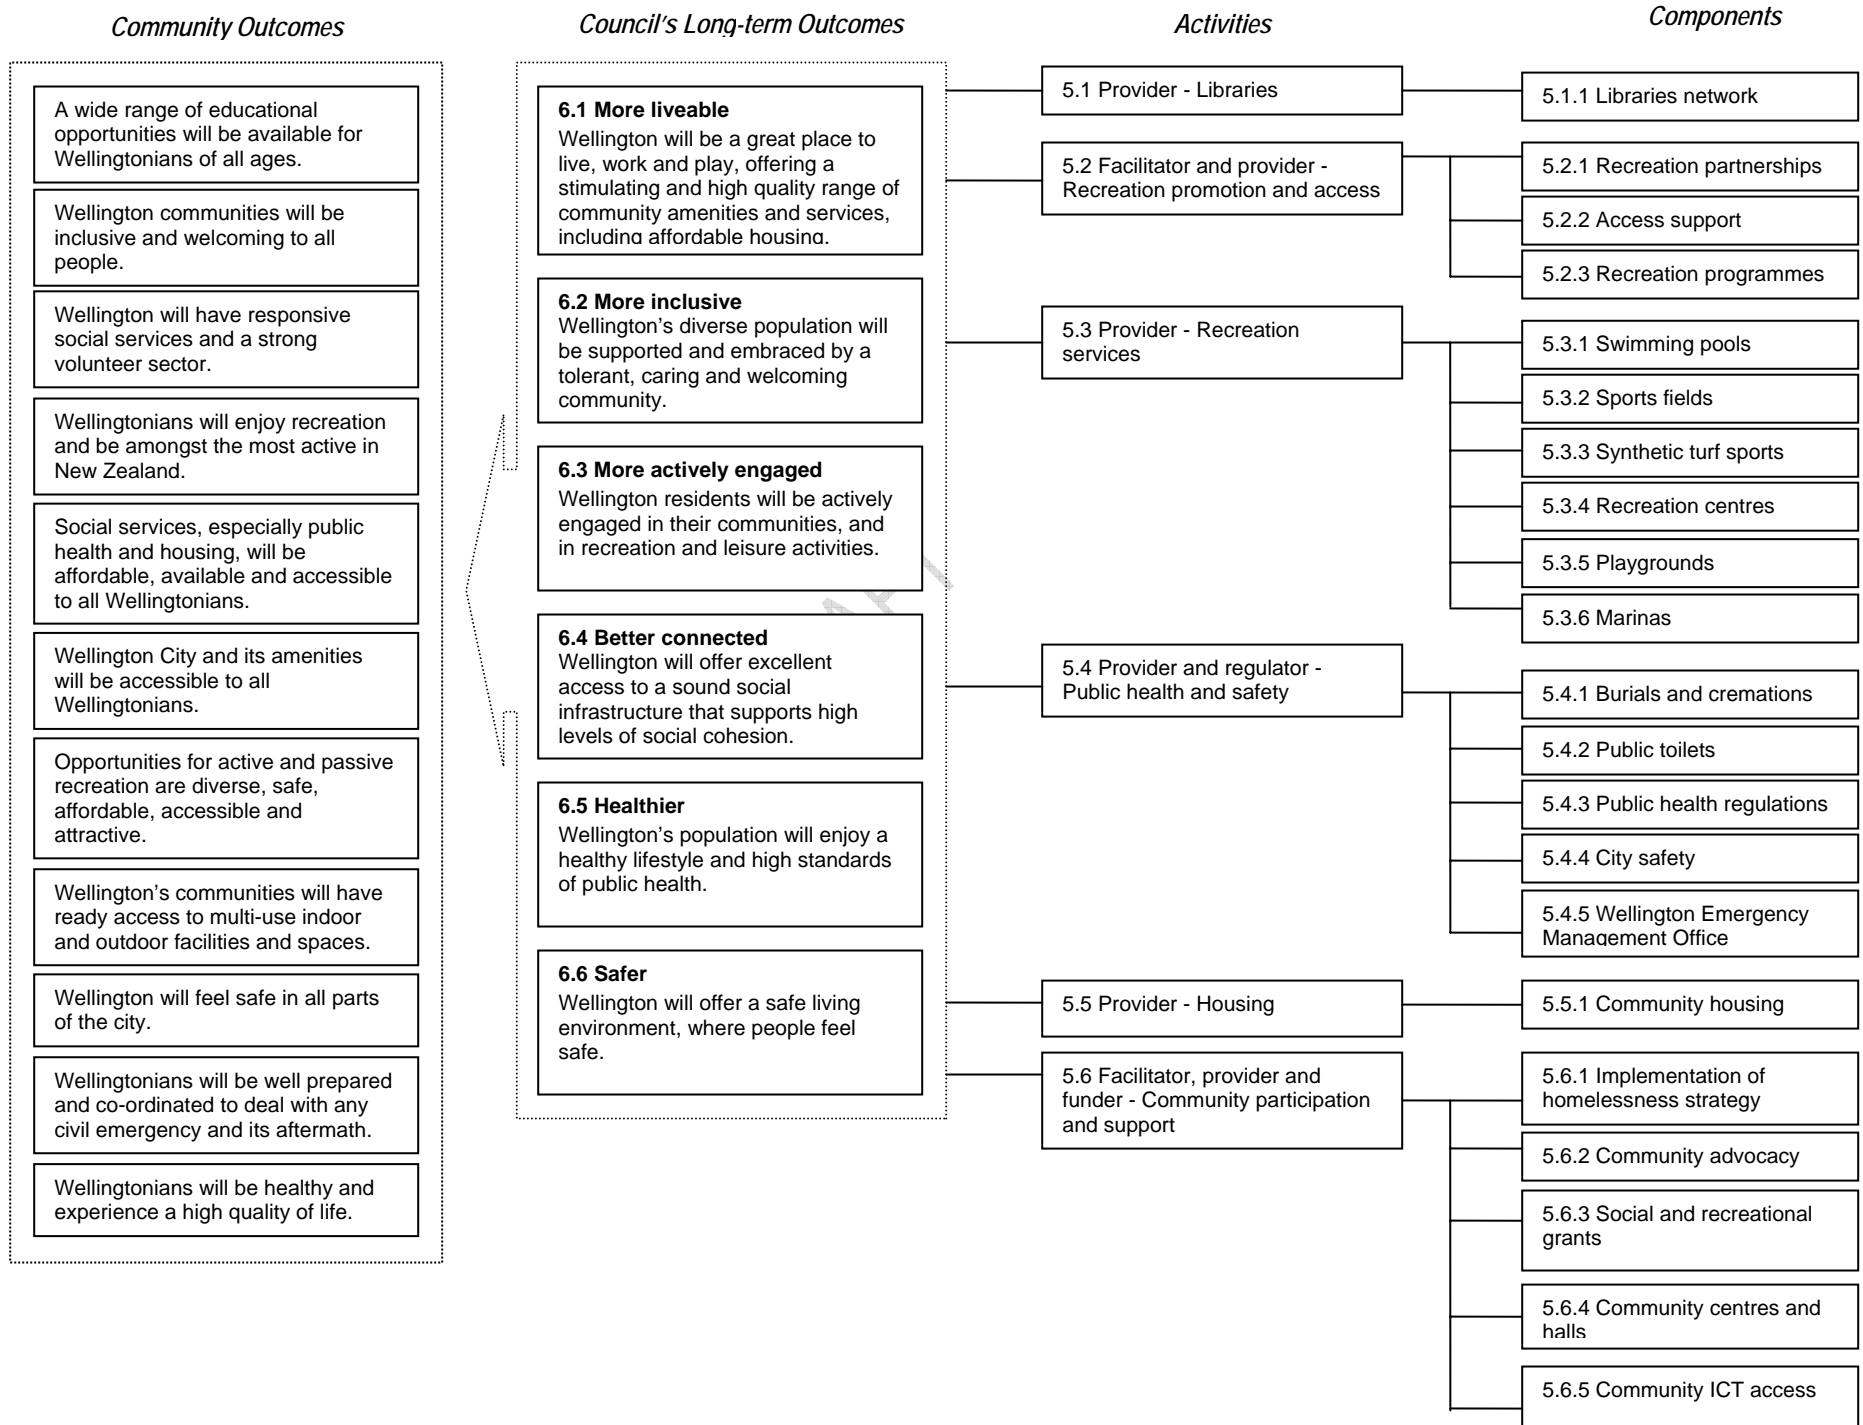 Community Outcomes
Council's Long-term Outcomes
Activities
Components
A wide range of educational
opportunities will be available for
Wellingtonians of all ages.
Wellington communities will be
inclusive and welcoming to all
people.
Wellington will have responsive
social services and a strong
volunteer sector.
Wellingtonians will enjoy recreation
and be amongst the most active in
New Zealand.
Social services, especially public
health and housing, will be
affordable, available and accessible
to all Wellingtonians.
Wellington City and its amenities
will be accessible to all
Wellingtonians.
Opportunities for active and passive
recreation are diverse, safe,
affordable, accessible and
attractive.
Wellington's communities will have
ready access to multi-use indoor
and outdoor facilities and spaces.
Wellington will feel safe in all parts
of the city.
Wellingtonians will be well prepared
and co-ordinated to deal with any
civil emergency and its aftermath.
Wellingtonians will be healthy and
experience a high quality of life.
6.1 More liveable
Wellington will be a great place to
live, work and play, offering a
stimulating and high quality range of
community amenities and services,
including affordable housing.
6.2 More inclusive
Wellington's diverse population will
be supported and embraced by a
tolerant, caring and welcoming
community.
6.3 More actively engaged
Wellington residents will be actively
engaged in their communities, and
in recreation and leisure activities.
6.4 Better connected
Wellington will offer excellent
access to a sound social
infrastructure that supports high
levels of social cohesion.
6.5 Healthier
Wellington's population will enjoy a
healthy lifestyle and high standards
of public health.
6.6 Safer
Wellington will offer a safe living
environment, where people feel
safe.
5.1 Provider - Libraries
5.2 Facilitator and provider -
Recreation promotion and access
5.3 Provider - Recreation
services
5.4 Provider and regulator -
Public health and safety
5.5 Provider - Housing
5.6 Facilitator, provider and
funder - Community participation
and support
5.1.1 Libraries network
5.2.1 Recreation partnerships
5.2.2 Access support
5.2.3 Recreation programmes
5.3.1 Swimming pools
5.3.2 Sports fields
5.3.3 Synthetic turf sports
5.3.4 Recreation centres
5.3.5 Playgrounds
5.3.6 Marinas
5.4.1 Burials and cremations
5.4.2 Public toilets
5.4.3 Public health regulations
5.4.4 City safety
5.4.5 Wellington Emergency
Management Office
5.5.1 Community housing
5.6.1 Implementation of
homelessness strategy
5.6.2 Community advocacy
5.6.3 Social and recreational
grants
5.6.4 Community centres and
halls
5.6.5 Community ICT access